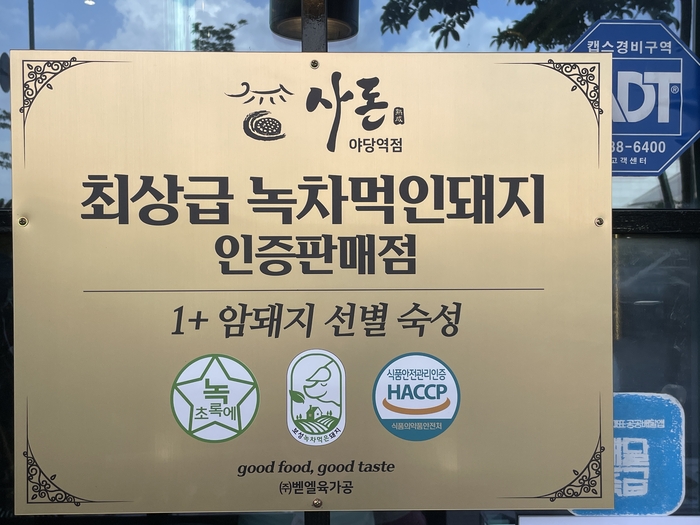 사돈
熟成
야당역점
최상급 녹차먹인돼지
인증판매점
1+ 암돼지 선별 숙성
녹
초록에
보성녹차먹은돼지
식품안전관리인증
HACCP
식품의약품안전처
good food, good taste
㈜벧엘육가공
캡스경비구역
ADT®
88-6400
고객센터